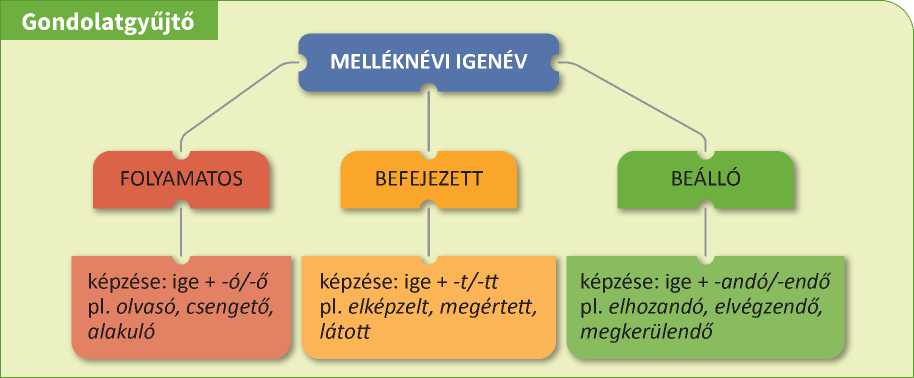 Gondolatgyűjtő
MELLÉKNÉVI IGENÉV
FOLYAMATOS
BEFEJEZETT
BEÁLLÓ
képzése: ige + -ó/-ő
pl. olvasó, csengető,
alakuló
képzése: ige + -t/-tt
pl. elképzelt, megértett,
látott
képzése: ige + -andó/-endő
pl. elhozandó, elvégzendő,
megkerülendő